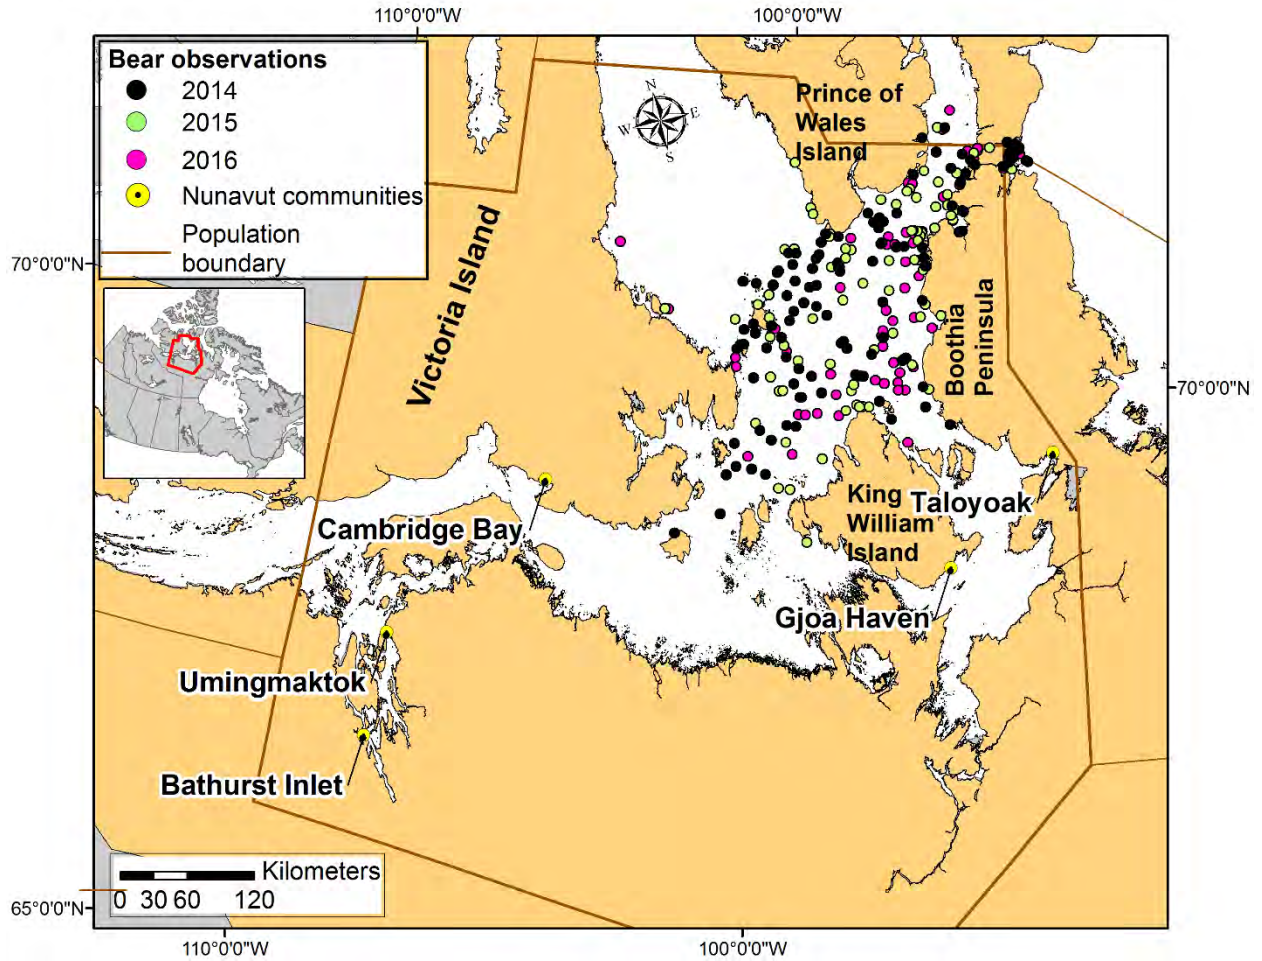 110°0'0"W
100°0'0"W
Bear observations
2014
2015
2016
Nunavut communities
Population
boundary
N
E
S
W
Prince of
Wales
Island
70°0'0"N
Victoria Island
Boothia
Peninsula
70°0'0"N
Cambridge Bay
King
William
Island
Taloyoak
Gjoa Haven
Umingmaktok
Bathurst Inlet
Kilometers
0 30 60 120
65°0'0"N
110°0'0"W
100°0'0"W